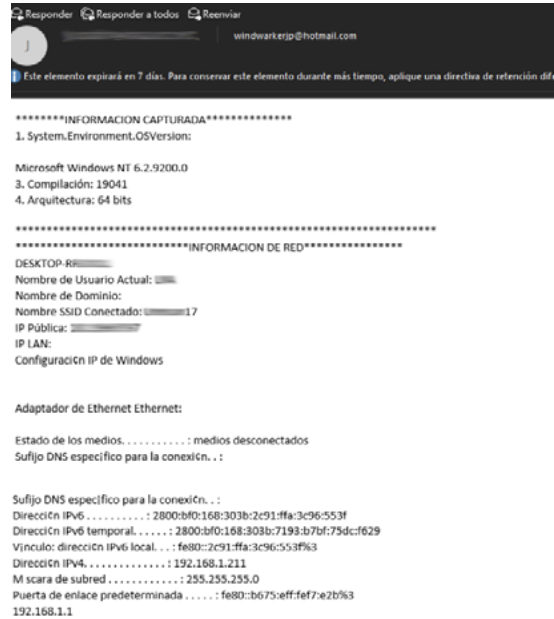 Responder Responder a todos Reenviar
J
windwarkerjp@hotmail.com
Este elemento expirará en 7 días. Para conservar este elemento durante más tiempo, aplique una directiva de retención dife
********INFORMACION CAPTURADA**************
1. System.Environment.OSVersion:
Microsoft Windows NT 6.2.9200.0
3. Compilación: 19041
4. Arquitectura: 64 bits
************************************************************************
*****************************INFORMACION DE RED****************
DESKTOP-R
Nombre de Usuario Actual:
Nombre de Dominio:
Nombre SSID Conectado: 17
IP Pública:
IP LAN:
Configuraci¢n IP de Windows
Adaptador de Ethernet Ethernet:
Estado de los medios. . . . . . . . . . . : medios desconectados
Sufijo DNS espec¡fico para la conexi¢n. . :
Sufijo DNS espec¡fico para la conexi¢n. . :
Direcci¢n IPv6 . . . . . . . . . . : 2800:bf0:168:303b:2c91:ffa:3c96:553f
Direcci¢n IPv6 temporal. . . . . . : 2800:bf0:168:303b:7193:b7bf:75dc:f629
V¡nculo: direcci¢n IPv6 local. . . : fe80::2c91:ffa:3c96:553f%3
Direcci¢n IPv4. . . . . . . . . . . . . . : 192.168.1.211
M scara de subred . . . . . . . . . . . . : 255.255.255.0
Puerta de enlace predeterminada . . . . . : fe80::b675:eff:fef7:e2b%3
192.168.1.1